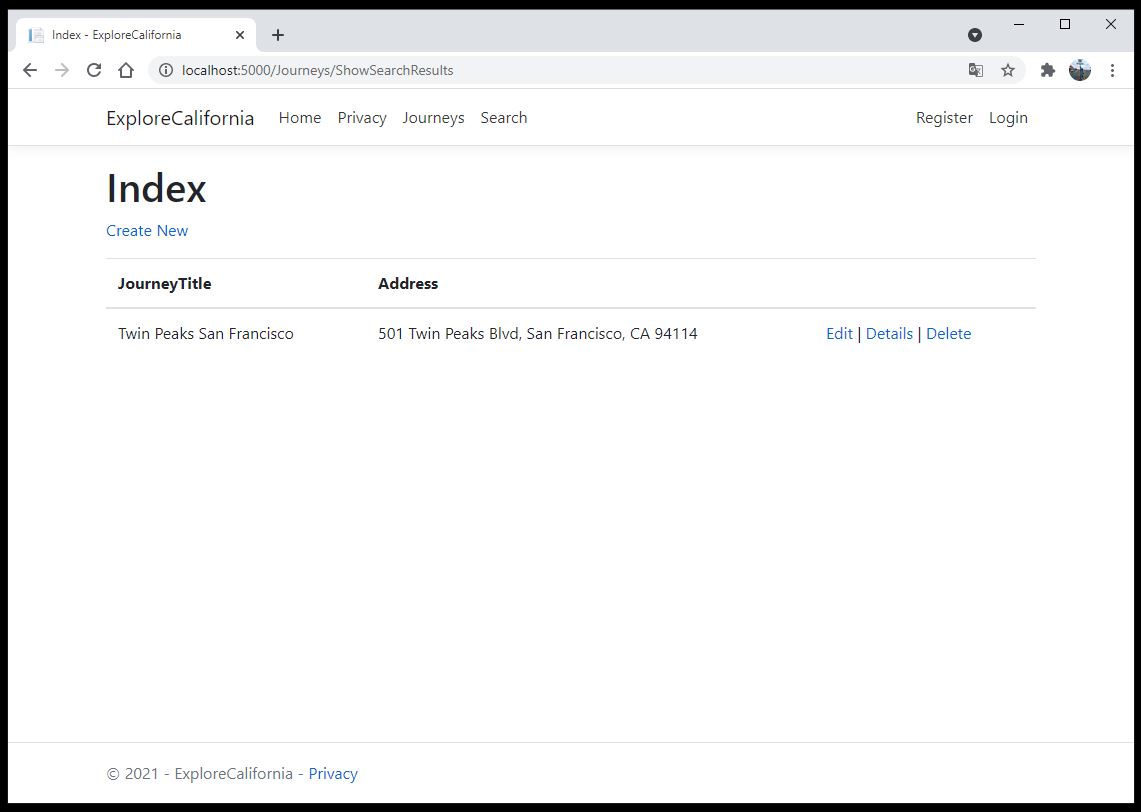 Index - ExploreCalifornia
localhost:5000/Journeys/ShowSearchResults
ExploreCalifornia Home Privacy Journeys Search Register Login
Index
Create New
JourneyTitle Address
Twin Peaks San Francisco 501 Twin Peaks Blvd, San Francisco, CA 94114 Edit | Details | Delete
© 2021 - ExploreCalifornia - Privacy